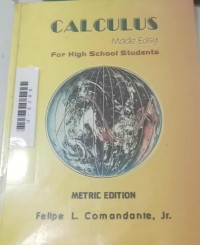 CALCULUS
Made Easy
For High School Students
METRIC EDITION
Felipe L. Comandante, Jr.